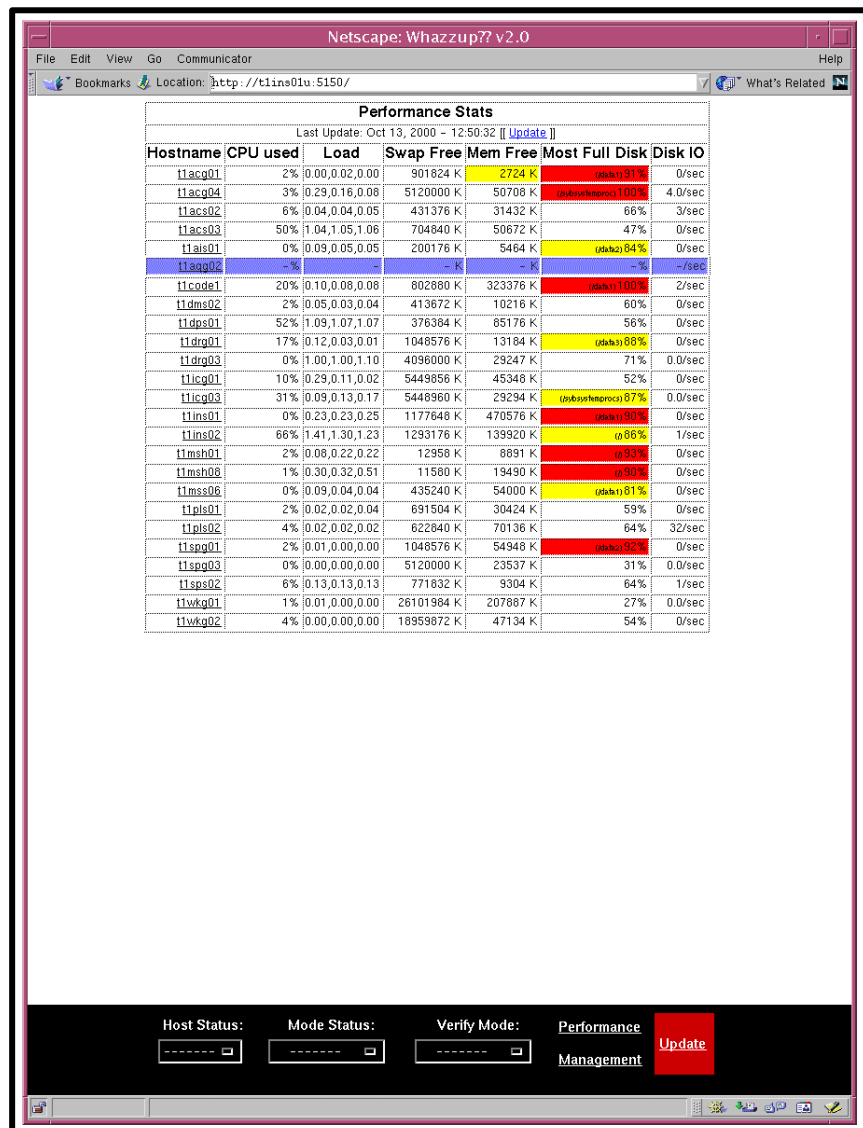 Netscape: Whazzup?? v2.0
File Edit View Go Communicator Help
Bookmarks Location: http://t1ins01u:5150/ What's Related N
Performance Stats
Last Update: Oct 13, 2000 - 12:50:32 [[ Update ]]
Hostname CPU used Load Swap Free Mem Free Most Full Disk Disk IO
t1acg01 2% 0.00,0.02,0.00 901824 K 2724 K (/data1) 91% 0/sec
t1acg04 3% 0.29,0.16,0.08 5120000 K 50708 K (/sybsystemproc) 100% 4.0/sec
t1acs02 6% 0.04,0.04,0.05 431376 K 31432 K 66% 3/sec
t1acs03 50% 1.04,1.05,1.06 704840 K 50672 K 47% 0/sec
t1ais01 0% 0.09,0.05,0.05 200176 K 5464 K (/data2) 84% 0/sec
t1aqg02 -% - - K - K -% -/sec
t1code1 20% 0.10,0.08,0.08 802880 K 323376 K (/data1) 100% 2/sec
t1dms02 2% 0.05,0.03,0.04 413672 K 10216 K 60% 0/sec
t1dps01 52% 1.09,1.07,1.07 376384 K 85176 K 56% 0/sec
t1drg01 17% 0.12,0.03,0.01 1048576 K 13184 K (/data3) 88% 0/sec
t1drg03 0% 1.00,1.00,1.10 4096000 K 29247 K 71% 0.0/sec
t1icg01 10% 0.29,0.11,0.02 5449856 K 45348 K 52% 0/sec
t1icg03 31% 0.09,0.13,0.17 5448960 K 29294 K (/sybsystemprocs) 87% 0.0/sec
t1ins01 0% 0.23,0.23,0.25 1177648 K 470576 K (/data1) 90% 0/sec
t1ins02 66% 1.41,1.30,1.23 1293176 K 139920 K (/) 86% 1/sec
t1msh01 2% 0.08,0.22,0.22 12958 K 8891 K (/) 93% 0/sec
t1msh08 1% 0.30,0.32,0.51 11580 K 19490 K (/) 90% 0/sec
t1mss06 0% 0.09,0.04,0.04 435240 K 54000 K (/data1) 81% 0/sec
t1pls01 2% 0.02,0.02,0.04 691504 K 30424 K 59% 0/sec
t1pls02 4% 0.02,0.02,0.02 622840 K 70136 K 64% 32/sec
t1spg01 2% 0.01,0.00,0.00 1048576 K 54948 K (/data2) 92% 0/sec
t1spg03 0% 0.00,0.00,0.00 5120000 K 23537 K 31% 0.0/sec
t1sps02 6% 0.13,0.13,0.13 771832 K 9304 K 64% 1/sec
t1wkg01 1% 0.01,0.00,0.00 26101984 K 207887 K 27% 0.0/sec
t1wkg02 4% 0.00,0.00,0.00 18959872 K 47134 K 54% 0/sec
Host Status: Mode Status: Verify Mode: Performance
------- ------- ------- Update
Management